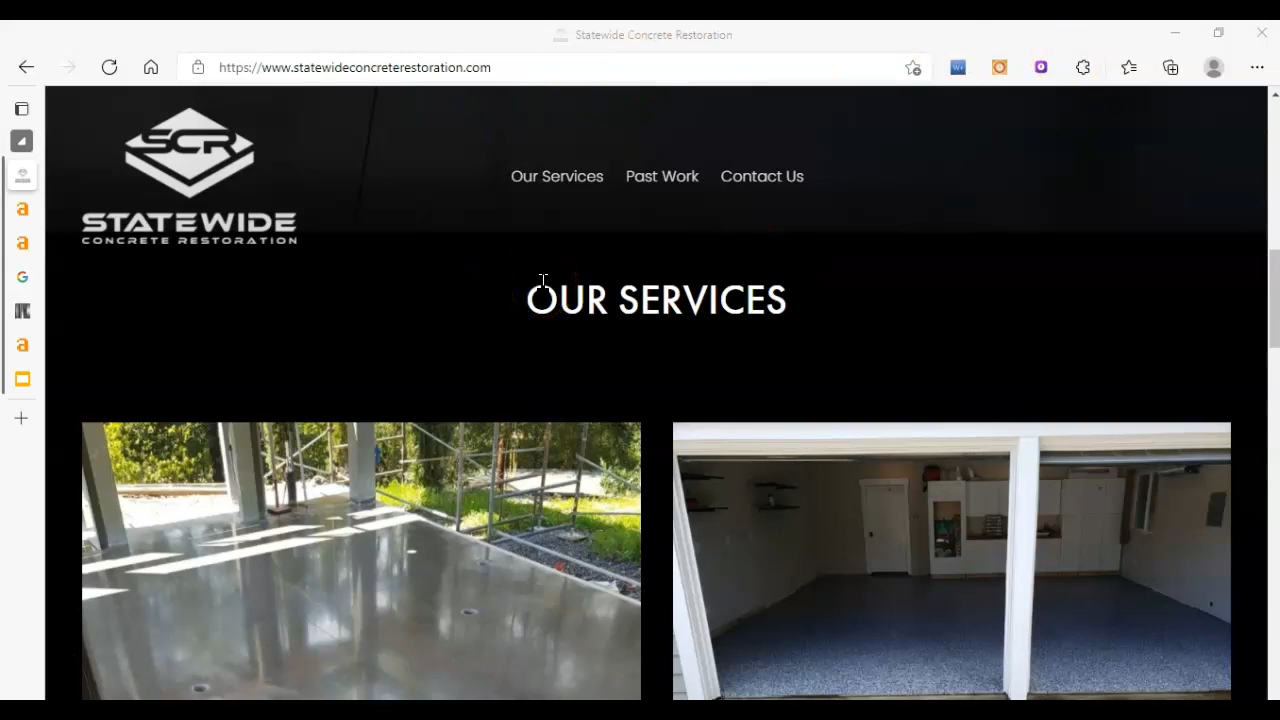 Statewide Concrete Restoration
https://www.statewideconcreterestoration.com
SCR
STATEWIDE
CONCRETE RESTORATION
Our Services Past Work Contact Us
OUR SERVICES